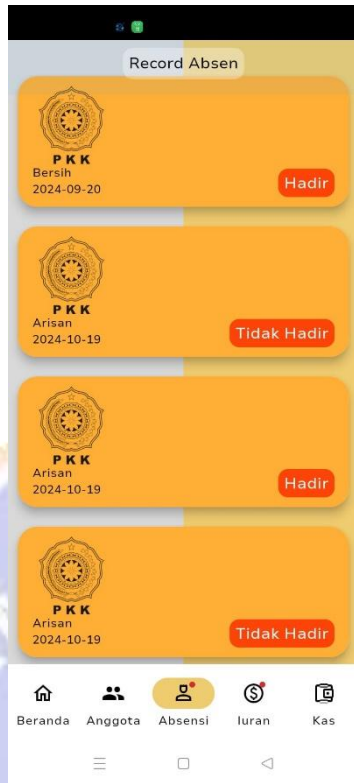 Record Absen
PKK
Bersih
2024-09-20
Hadir
PKK
Arisan
2024-10-19
Tidak Hadir
PKK
Arisan
2024-10-19
Hadir
PKK
Arisan
2024-10-19
Tidak Hadir
Beranda Anggota Absensi Iuran Kas